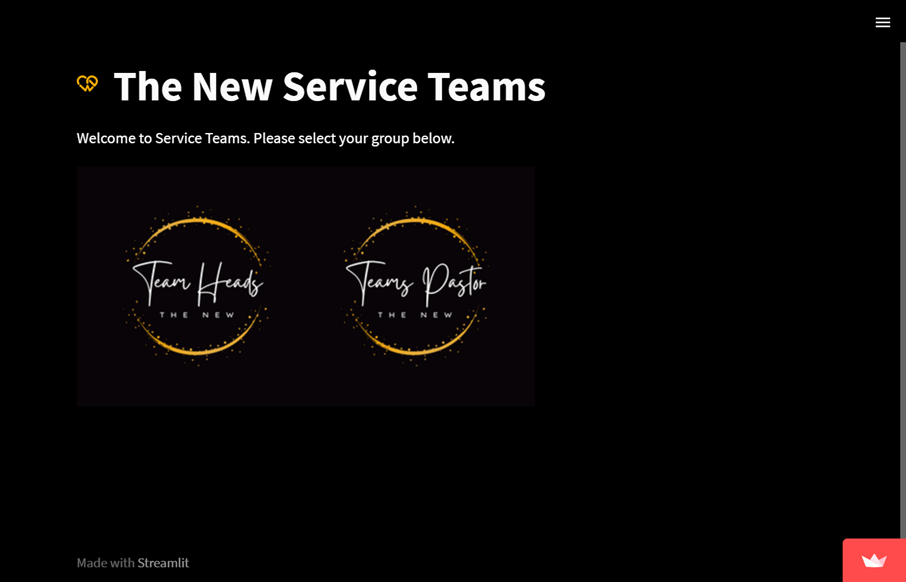 The New Service Teams
Welcome to Service Teams. Please select your group below.
Team Heads
THE NEW
Teams Pastor
THE NEW
Made with Streamlit